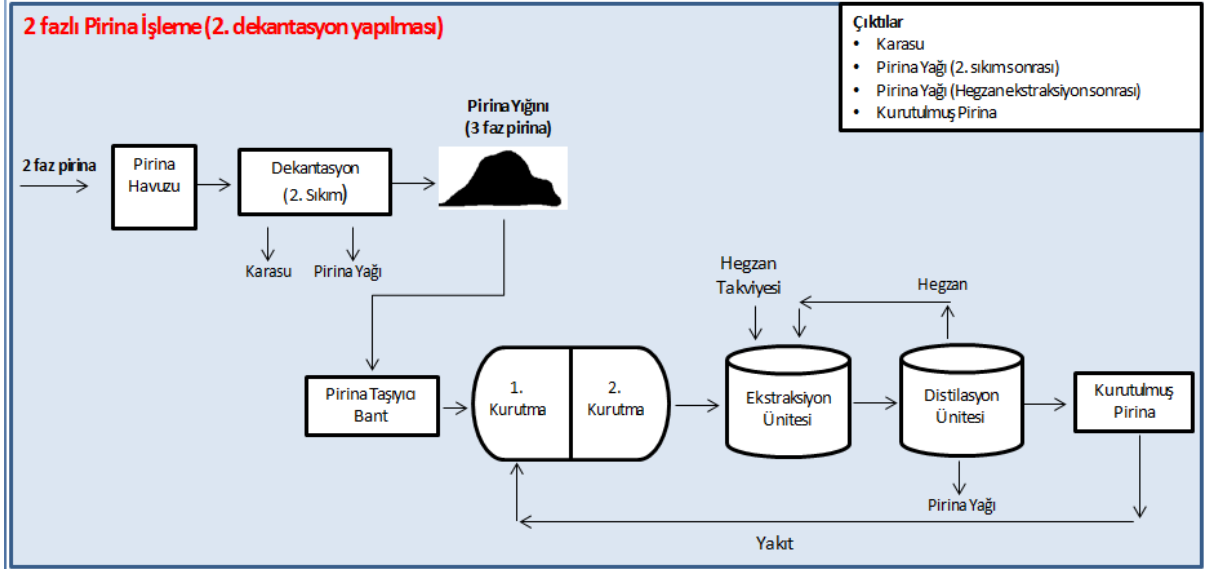 2 fazlı Pirina İşleme (2. dekantasyon yapılması)
Çıktılar
• Karasu
• Pirina Yağı (2. sıkım sonrası)
• Pirina Yağı (Hegzan ekstraksiyon sonrası)
• Kurutulmuş Pirina
2 faz pirina
Pirina
Havuzu
Dekantasyon
(2. Sıkım)
Pirina Yığını
(3 faz pirina)
Karasu
Pirina Yağı
Hegzan
Takviyesi
Hegzan
Pirina Taşıyıcı
Bant
1.
Kurutma
2.
Kurutma
Ekstraksiyon
Ünitesi
Distilasyon
Ünitesi
Kurutulmuş
Pirina
Pirina Yağı
Yakıt